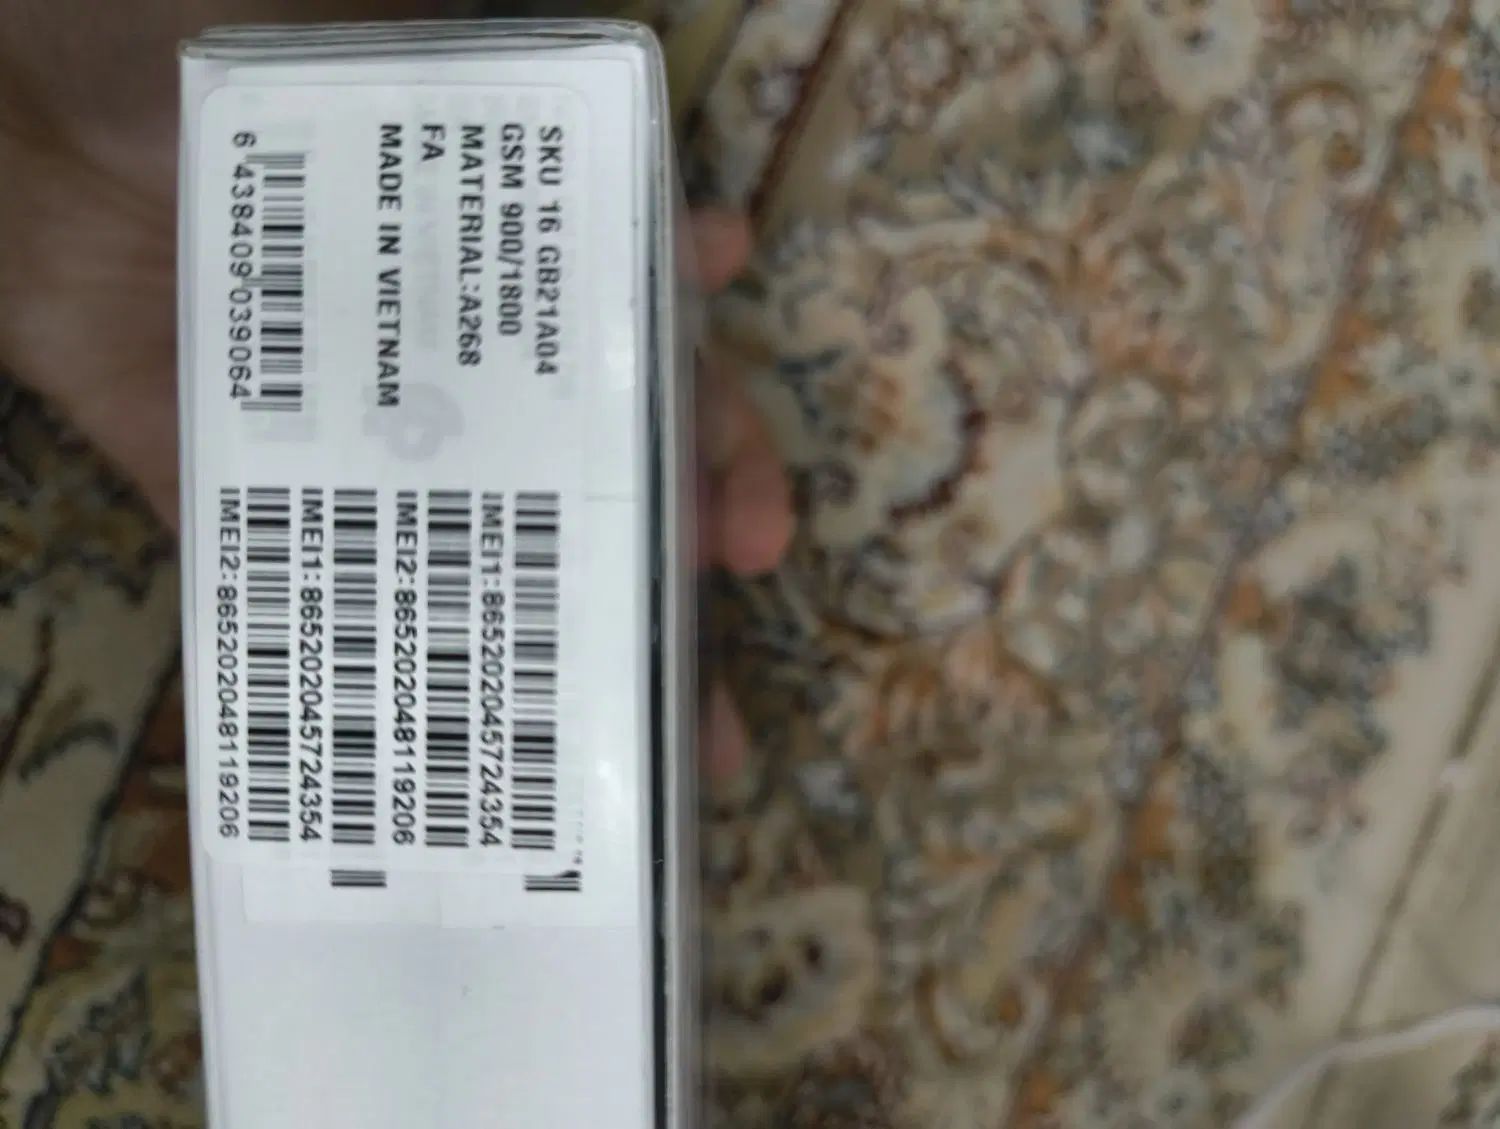 SKU 16 GB21A04
GSM 900/1800
MATERIAL:A268
FA
MADE IN VIETNAM
6 438409 039064
IMEI1:865202045724354
IMEI2:865202048119206
IMEI1:865202045724354
IMEI2:865202048119206